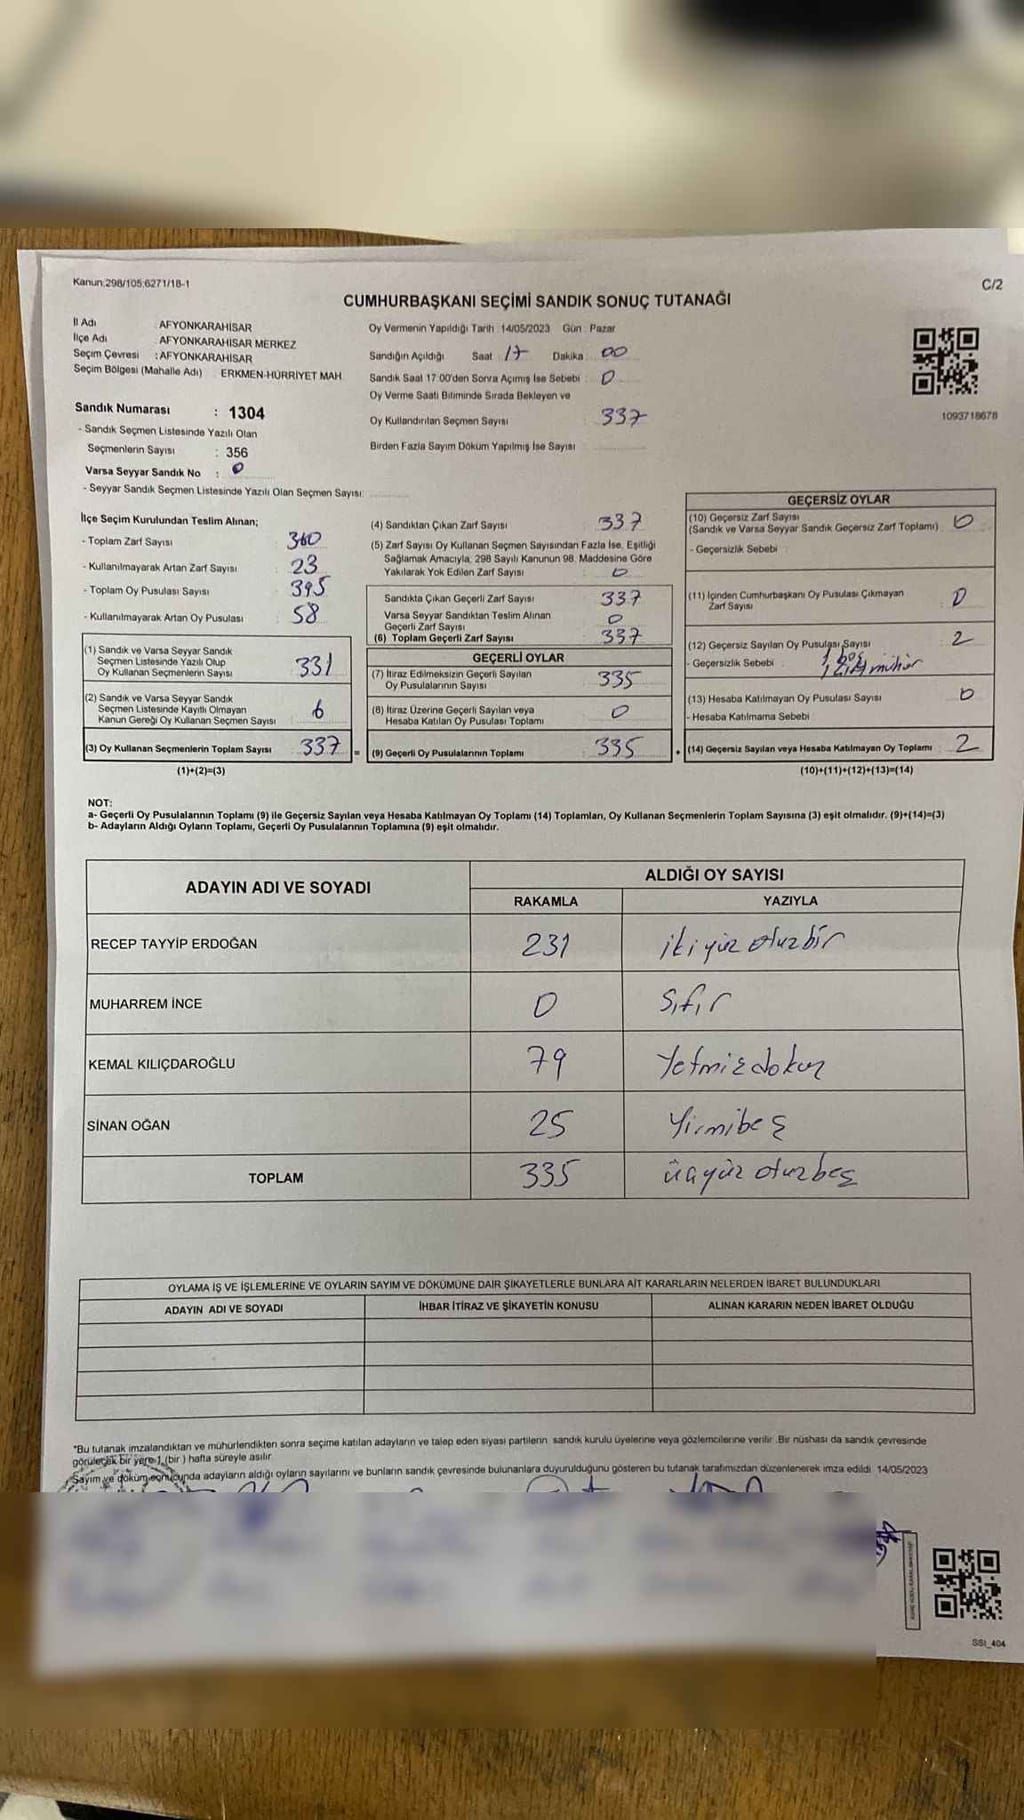 Kanun:298/105;6271/18-1
C/2
CUMHURBAŞKANI SEÇİMİ SANDIK SONUÇ TUTANAĞI
İl Adı : AFYONKARAHİSAR
İlçe Adı : AFYONKARAHİSAR MERKEZ
Seçim Çevresi : AFYONKARAHİSAR
Seçim Bölgesi (Mahalle Adı) ERKMEN-HÜRRİYET MAH.
Sandık Numarası : 1304
- Sandık Seçmen Listesinde Yazılı Olan
Seçmenlerin Sayısı : 356
Varsa Seyyar Sandık No : 0
- Seyyar Sandık Seçmen Listesinde Yazılı Olan Seçmen Sayısı:
Oy Vermenin Yapıldığı Tarih : 14/05/2023 Gün : Pazar
Sandığın Açıldığı Saat 17 Dakika 00
Sandık Saat 17:00'den Sonra Açımış İse Sebebi : 0
Oy Verme Saati Bitiminde Sırada Bekleyen ve
Oy Kullandırılan Seçmen Sayısı 337
Birden Fazla Sayım Döküm Yapılmış İse Sayısı
1093718678
İlçe Seçim Kurulundan Teslim Alınan;
- Toplam Zarf Sayısı : 360
- Kullanılmayarak Artan Zarf Sayısı : 23
- Toplam Oy Pusulası Sayısı : 395
- Kullanılmayarak Artan Oy Pusulası : 58
(1) Sandık ve Varsa Seyyar Sandık
Seçmen Listesinde Yazılı Olup
Oy Kullanan Seçmenlerin Sayısı 331
(2) Sandık ve Varsa Seyyar Sandık
Seçmen Listesinde Kayıtlı Olmayan
Kanun Gereği Oy Kullanan Seçmen Sayısı 6
(3) Oy Kullanan Seçmenlerin Toplam Sayısı 337
(1)+(2)=(3)
(4) Sandıktan Çıkan Zarf Sayısı 337
(5) Zarf Sayısı Oy Kullanan Seçmen Sayısından Fazla İse, Eşitliği
Sağlamak Amacıyla, 298 Sayılı Kanunun 98. Maddesine Göre
Yakılarak Yok Edilen Zarf Sayısı 0
Sandıkta Çıkan Geçerli Zarf Sayısı 337
Varsa Seyyar Sandıktan Teslim Alınan
Geçerli Zarf Sayısı 0
(6) Toplam Geçerli Zarf Sayısı 337
GEÇERLİ OYLAR
(7) İtiraz Edilmeksizin Geçerli Sayılan
Oy Pusulalarının Sayısı 335
(8) İtiraz Üzerine Geçerli Sayılan veya
Hesaba Katılan Oy Pusulası Toplamı 0
= (9) Geçerli Oy Pusulalarının Toplamı 335
GEÇERSİZ OYLAR
(10) Geçersiz Zarf Sayısı
(Sandık ve Varsa Seyyar Sandık Geçersiz Zarf Toplamı) 0
- Geçersizlik Sebebi :
(11) İçinden Cumhurbaşkanı Oy Pusulası Çıkmayan
Zarf Sayısı 0
(12) Geçersiz Sayılan Oy Pusulası Sayısı 2
- Geçersizlik Sebebi 1 boş
mühür
(13) Hesaba Katılmayan Oy Pusulası Sayısı 0
- Hesaba Katılmama Sebebi
+ (14) Geçersiz Sayılan veya Hesaba Katılmayan Oy Toplamı 2
(10)+(11)+(12)+(13)=(14)
NOT:
a- Geçerli Oy Pusulalarının Toplamı (9) ile Geçersiz Sayılan veya Hesaba Katılmayan Oy Toplamı (14) Toplamları, Oy Kullanan Seçmenlerin Toplam Sayısına (3) eşit olmalıdır. (9)+(14)=(3)
b- Adayların Aldığı Oyların Toplamı, Geçerli Oy Pusulalarının Toplamına (9) eşit olmalıdır.
ADAYIN ADI VE SOYADI ALDIĞI OY SAYISI
RAKAMLA YAZIYLA
RECEP TAYYİP ERDOĞAN 231 ikiyüz otuzbir
MUHARREM İNCE 0 Sıfır
KEMAL KILIÇDAROĞLU 79 Yetmişdokuz
SİNAN OĞAN 25 Yirmibeş
TOPLAM 335 üçyüz otuzbeş
OYLAMA İŞ VE İŞLEMLERİNE VE OYLARIN SAYIM VE DÖKÜMÜNE DAİR ŞİKAYETLERLE BUNLARA AİT KARARLARIN NELERDEN İBARET BULUNDUKLARI
ADAYIN ADI VE SOYADI İHBAR İTİRAZ VE ŞİKAYETİN KONUSU ALINAN KARARIN NEDEN İBARET OLDUĞU
*Bu tutanak imzalandıktan ve mühürlendikten sonra seçime katılan adayların ve talep eden siyasi partilerin sandık kurulu üyelerine veya gözlemcilerine verilir. Bir nüshası da sandık çevresinde
görülecek bir yere 1 (bir) hafta süreyle asılır.
Sayım ve döküm sonucunda adayların aldığı oyların sayılarını ve bunların sandık çevresinde bulunanlara duyurulduğunu gösteren bu tutanak tarafımızdan düzenlenerek imza edildi. 14/05/2023
SSI_404